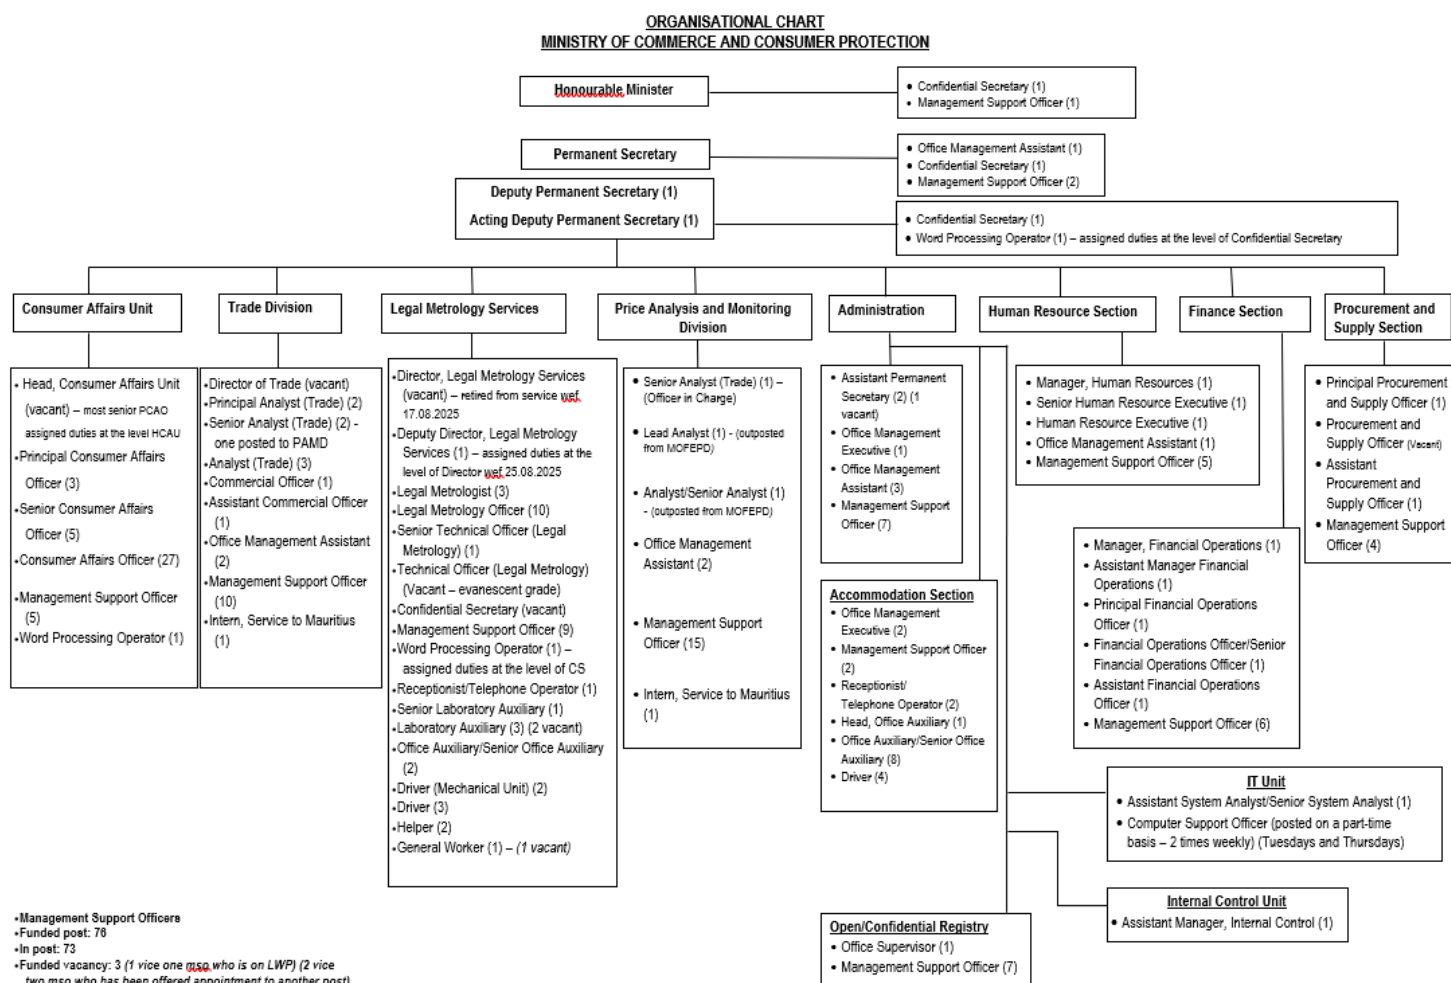 ORGANISATIONAL CHART
MINISTRY OF COMMERCE AND CONSUMER PROTECTION
Honourable Minister
• Confidential Secretary (1)
• Management Support Officer (1)
Permanent Secretary
• Office Management Assistant (1)
• Confidential Secretary (1)
• Management Support Officer (2)
Deputy Permanent Secretary (1)
Acting Deputy Permanent Secretary (1)
• Confidential Secretary (1)
• Word Processing Operator (1) – assigned duties at the level of Confidential Secretary
Consumer Affairs Unit
• Head, Consumer Affairs Unit
(vacant) – most senior PCAO
assigned duties at the level HCAU
•Principal Consumer Affairs
Officer (3)
•Senior Consumer Affairs
Officer (5)
•Consumer Affairs Officer (27)
•Management Support Officer
(5)
•Word Processing Operator (1)
Trade Division
•Director of Trade (vacant)
•Principal Analyst (Trade) (2)
•Senior Analyst (Trade) (2) -
one posted to PAMD
•Analyst (Trade) (3)
•Commercial Officer (1)
•Assistant Commercial Officer
(1)
•Office Management Assistant
(2)
•Management Support Officer
(10)
•Intern, Service to Mauritius
(1)
Legal Metrology Services
•Director, Legal Metrology Services
(vacant) – retired from service wef
17.08.2025
•Deputy Director, Legal Metrology
Services (1) – assigned duties at the
level of Director wef 25.08.2025
•Legal Metrologist (3)
•Legal Metrology Officer (10)
•Senior Technical Officer (Legal
Metrology) (1)
•Technical Officer (Legal Metrology)
(Vacant – evanescent grade)
•Confidential Secretary (vacant)
•Management Support Officer (9)
•Word Processing Operator (1) –
assigned duties at the level of CS
•Receptionist/Telephone Operator (1)
•Senior Laboratory Auxiliary (1)
•Laboratory Auxiliary (3) (2 vacant)
•Office Auxiliary/Senior Office Auxiliary
(2)
•Driver (Mechanical Unit) (2)
•Driver (3)
•Helper (2)
•General Worker (1) – (1 vacant)
Price Analysis and Monitoring
Division
• Senior Analyst (Trade) (1) –
(Officer in Charge)
• Lead Analyst (1) - (outposted
from MOFEPD)
• Analyst/Senior Analyst (1)
- (outposted from MOFEPD)
• Office Management
Assistant (2)
• Management Support
Officer (15)
• Intern, Service to Mauritius
(1)
Administration
• Assistant Permanent
Secretary (2) (1
vacant)
• Office Management
Executive (1)
• Office Management
Assistant (3)
• Management Support
Officer (7)
Accommodation Section
• Office Management
Executive (2)
• Management Support Officer
(2)
• Receptionist/
Telephone Operator (2)
• Head, Office Auxiliary (1)
• Office Auxiliary/Senior Office
Auxiliary (8)
• Driver (4)
Open/Confidential Registry
• Office Supervisor (1)
• Management Support Officer (7)
Human Resource Section
• Manager, Human Resources (1)
• Senior Human Resource Executive (1)
• Human Resource Executive (1)
• Office Management Assistant (1)
• Management Support Officer (5)
Finance Section
• Manager, Financial Operations (1)
• Assistant Manager Financial
Operations (1)
• Principal Financial Operations
Officer (1)
• Financial Operations Officer/Senior
Financial Operations Officer (1)
• Assistant Financial Operations
Officer (1)
• Management Support Officer (6)
Procurement and
Supply Section
• Principal Procurement
and Supply Officer (1)
• Procurement and
Supply Officer (Vacant)
• Assistant
Procurement and
Supply Officer (1)
• Management Support
Officer (4)
IT Unit
• Assistant System Analyst/Senior System Analyst (1)
• Computer Support Officer (posted on a part-time
basis – 2 times weekly) (Tuesdays and Thursdays)
Internal Control Unit
• Assistant Manager, Internal Control (1)
•Management Support Officers
•Funded post: 76
•In post: 73
•Funded vacancy: 3 (1 vice one mso who is on LWP) (2 vice
two mso who has been offered appointment to another post)